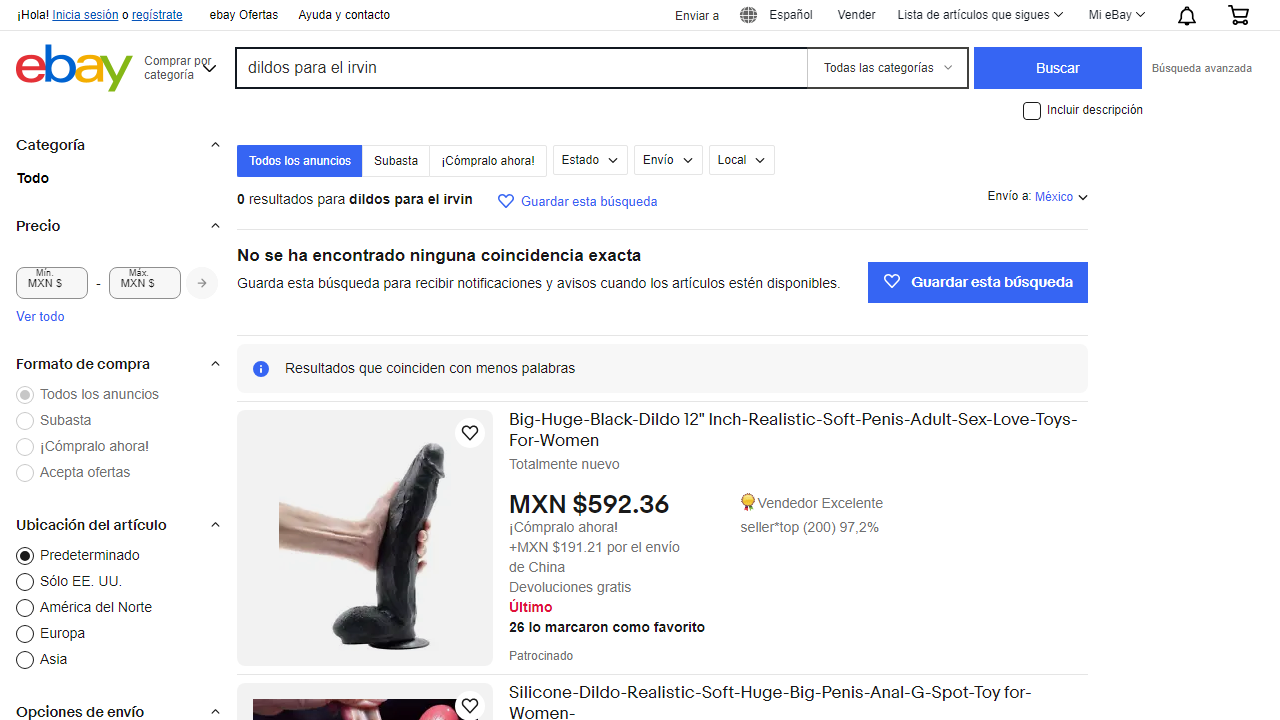 ¡Hola! Inicia sesión o regístrate
ebay Ofertas
Ayuda y contacto
Enviar a
Español
Vender
Lista de artículos que sigues
Mi eBay
ebay
Comprar por
categoría
dildos para el irvin
Todas las categorías
Buscar
Búsqueda avanzada
Incluir descripción
Categoría
Todo
Precio
Mín.
MXN $
-
Máx.
MXN $
Ver todo
Formato de compra
Todos los anuncios
Subasta
¡Cómpralo ahora!
Acepta ofertas
Ubicación del artículo
Predeterminado
Sólo EE. UU.
América del Norte
Europa
Asia
Opciones de envío
Todos los anuncios
Subasta
¡Cómpralo ahora!
Estado
Envío
Local
0 resultados para dildos para el irvin
Guardar esta búsqueda
Envío a: México
No se ha encontrado ninguna coincidencia exacta
Guarda esta búsqueda para recibir notificaciones y avisos cuando los artículos estén disponibles.
Guardar esta búsqueda
Resultados que coinciden con menos palabras
Big-Huge-Black-Dildo 12" Inch-Realistic-Soft-Penis-Adult-Sex-Love-Toys-
For-Women
Totalmente nuevo
MXN $592.36
¡Cómpralo ahora!
+MXN $191.21 por el envío
de China
Devoluciones gratis
Último
26 lo marcaron como favorito
Patrocinado
Vendedor Excelente
seller*top (200) 97,2%
Silicone-Dildo-Realistic-Soft-Huge-Big-Penis-Anal-G-Spot-Toy for-
Women-